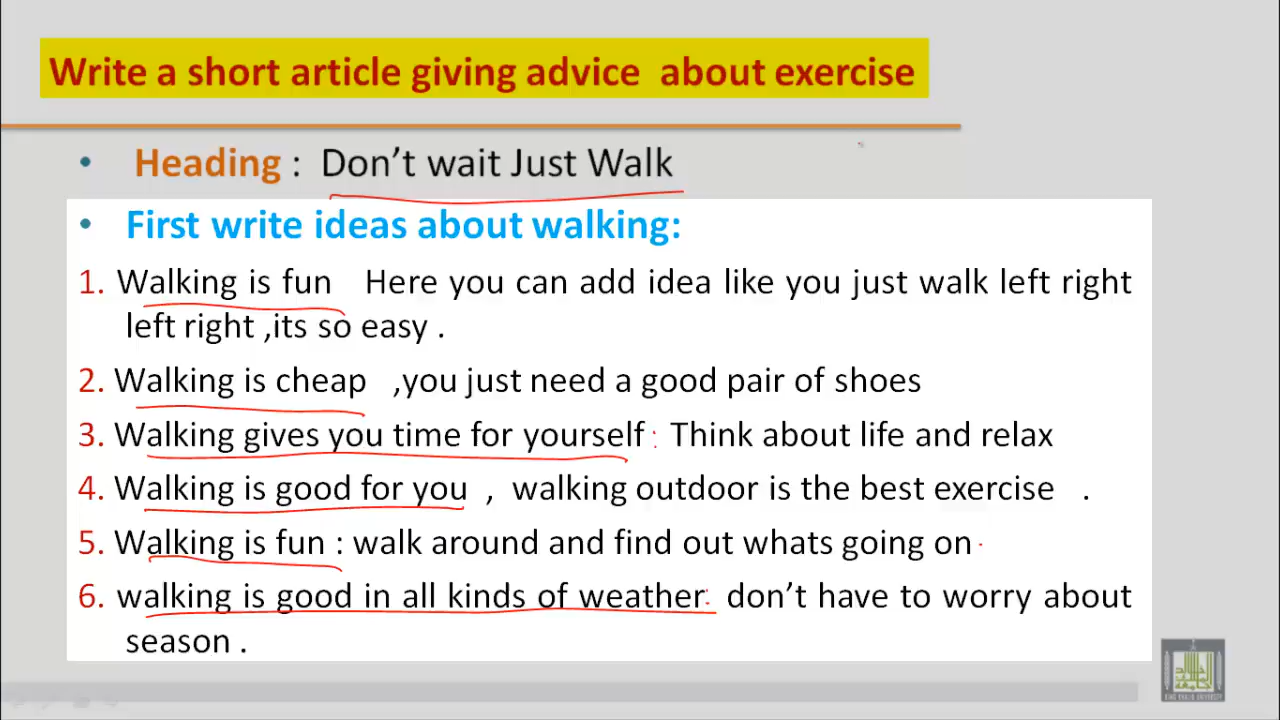 Write a short article giving advice about exercise
• Heading : Don’t wait Just Walk
• First write ideas about walking:
1. Walking is fun Here you can add idea like you just walk left right
left right ,its so easy .
2. Walking is cheap ,you just need a good pair of shoes
3. Walking gives you time for yourself : Think about life and relax
4. Walking is good for you , walking outdoor is the best exercise .
5. Walking is fun : walk around and find out whats going on
6. walking is good in all kinds of weather: don’t have to worry about
season .
KING KHALID UNIVERSITY